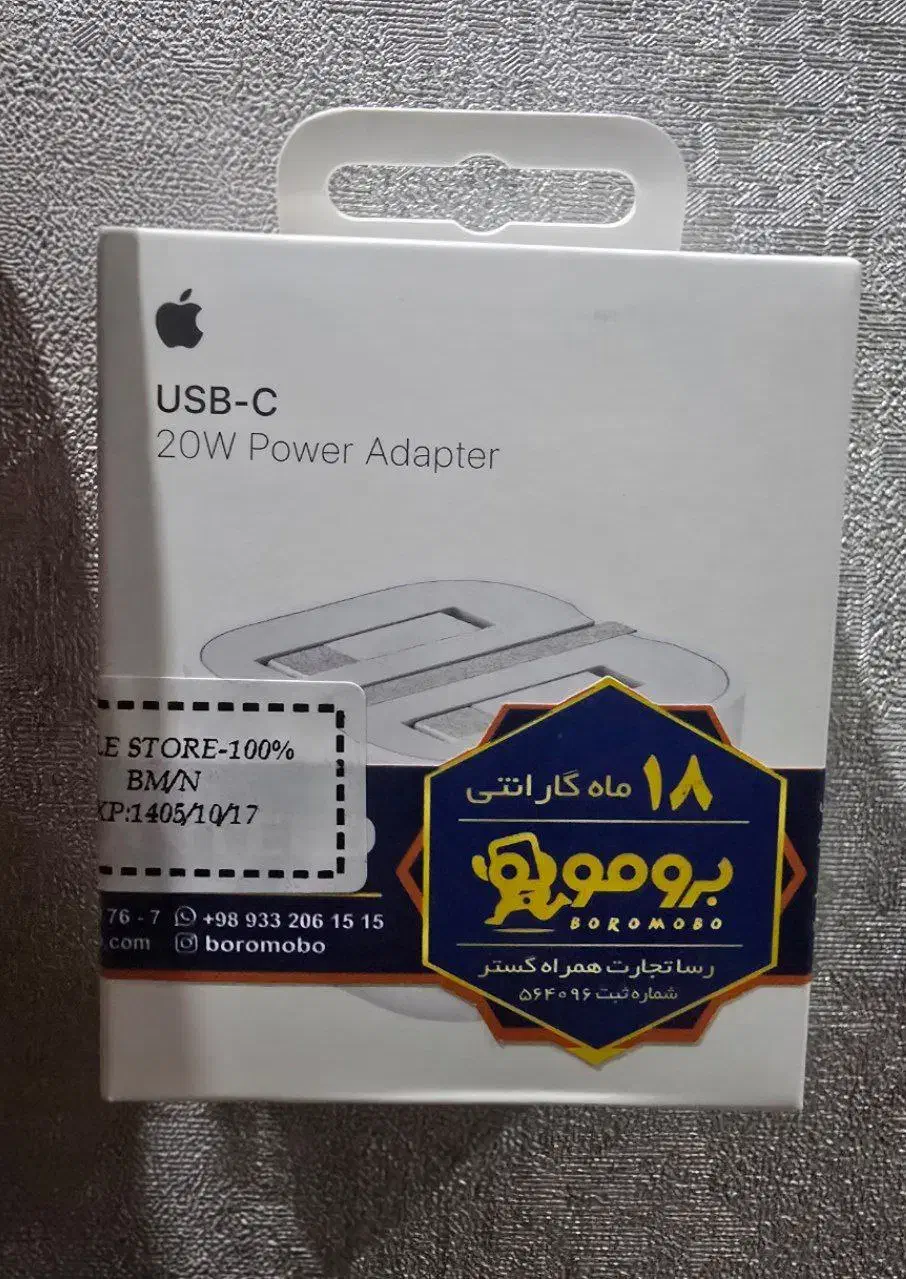 USB-C
20W Power Adapter
LE STORE-100%
BM/N
XP:1405/10/17
76 - 7 +98 933 206 15 15
.com boromobo
۱۸ ماه گارانتی
بروموبو
BOROMOBO
رسا تجارت همراه گستر
شماره ثبت ۵۶۴۰۹۶